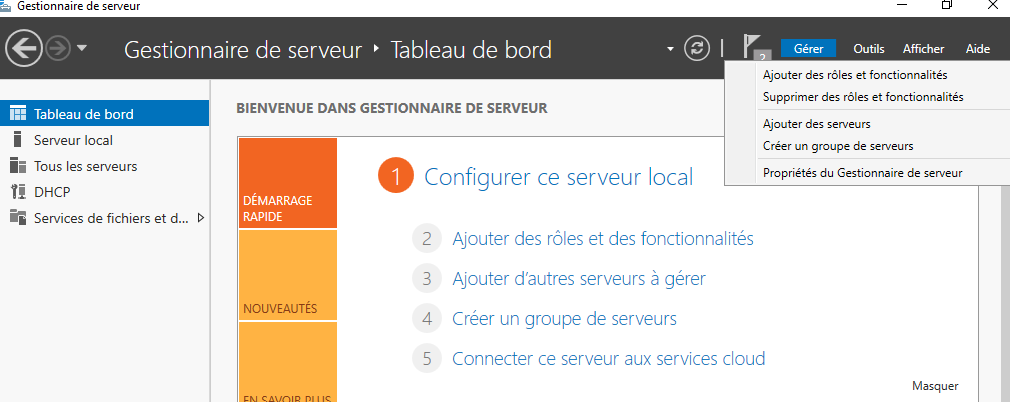 Gestionnaire de serveur
Gestionnaire de serveur ‣ Tableau de bord
2
Gérer Outils Afficher Aide
Ajouter des rôles et fonctionnalités
Supprimer des rôles et fonctionnalités
Ajouter des serveurs
Créer un groupe de serveurs
Propriétés du Gestionnaire de serveur
Tableau de bord
Serveur local
Tous les serveurs
DHCP
Services de fichiers et d...
BIENVENUE DANS GESTIONNAIRE DE SERVEUR
DÉMARRAGE
RAPIDE
NOUVEAUTÉS
EN SAVOIR PLUS
1 Configurer ce serveur local
2 Ajouter des rôles et des fonctionnalités
3 Ajouter d’autres serveurs à gérer
4 Créer un groupe de serveurs
5 Connecter ce serveur aux services cloud
Masquer